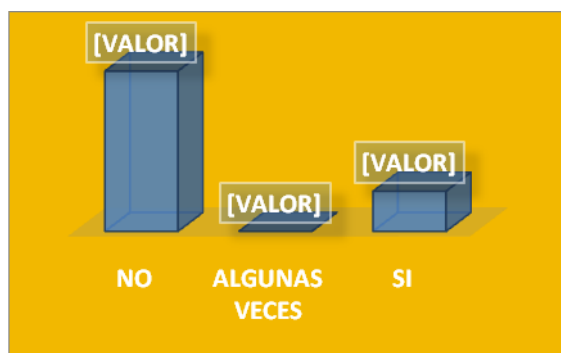 [VALOR]
[VALOR]
[VALOR]
NO
ALGUNAS
VECES
SI